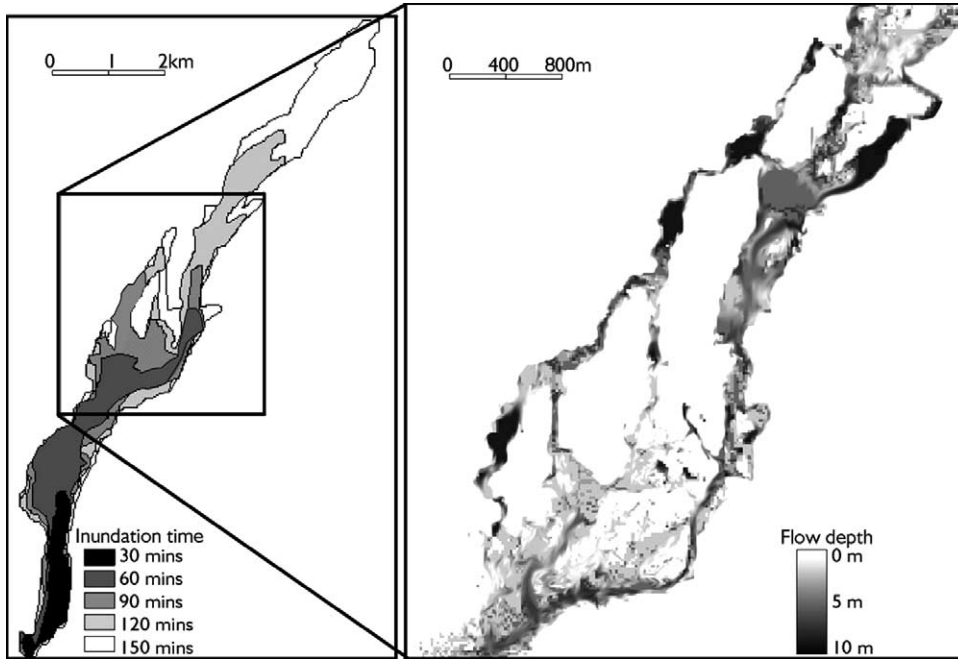 0 1 2km
Inundation time
30 mins
60 mins
90 mins
120 mins
150 mins
0 400 800m
Flow depth
0 m
5 m
10 m